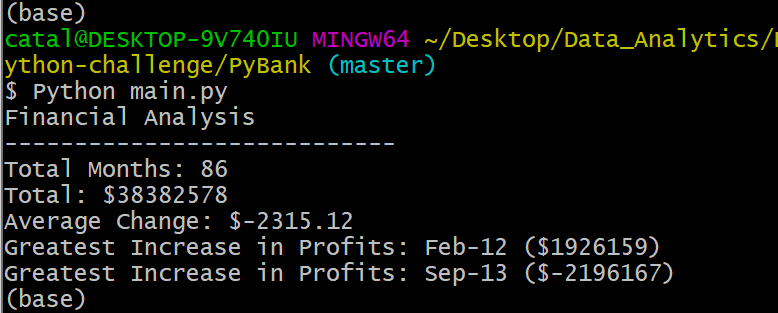 (base)
catal@DESKTOP-9V740IU MINGW64 ~/Desktop/Data_Analytics/
ython-challenge/PyBank (master)
$ Python main.py
Financial Analysis
----------------------------
Total Months: 86
Total: $38382578
Average Change: $-2315.12
Greatest Increase in Profits: Feb-12 ($1926159)
Greatest Increase in Profits: Sep-13 ($-2196167)
(base)